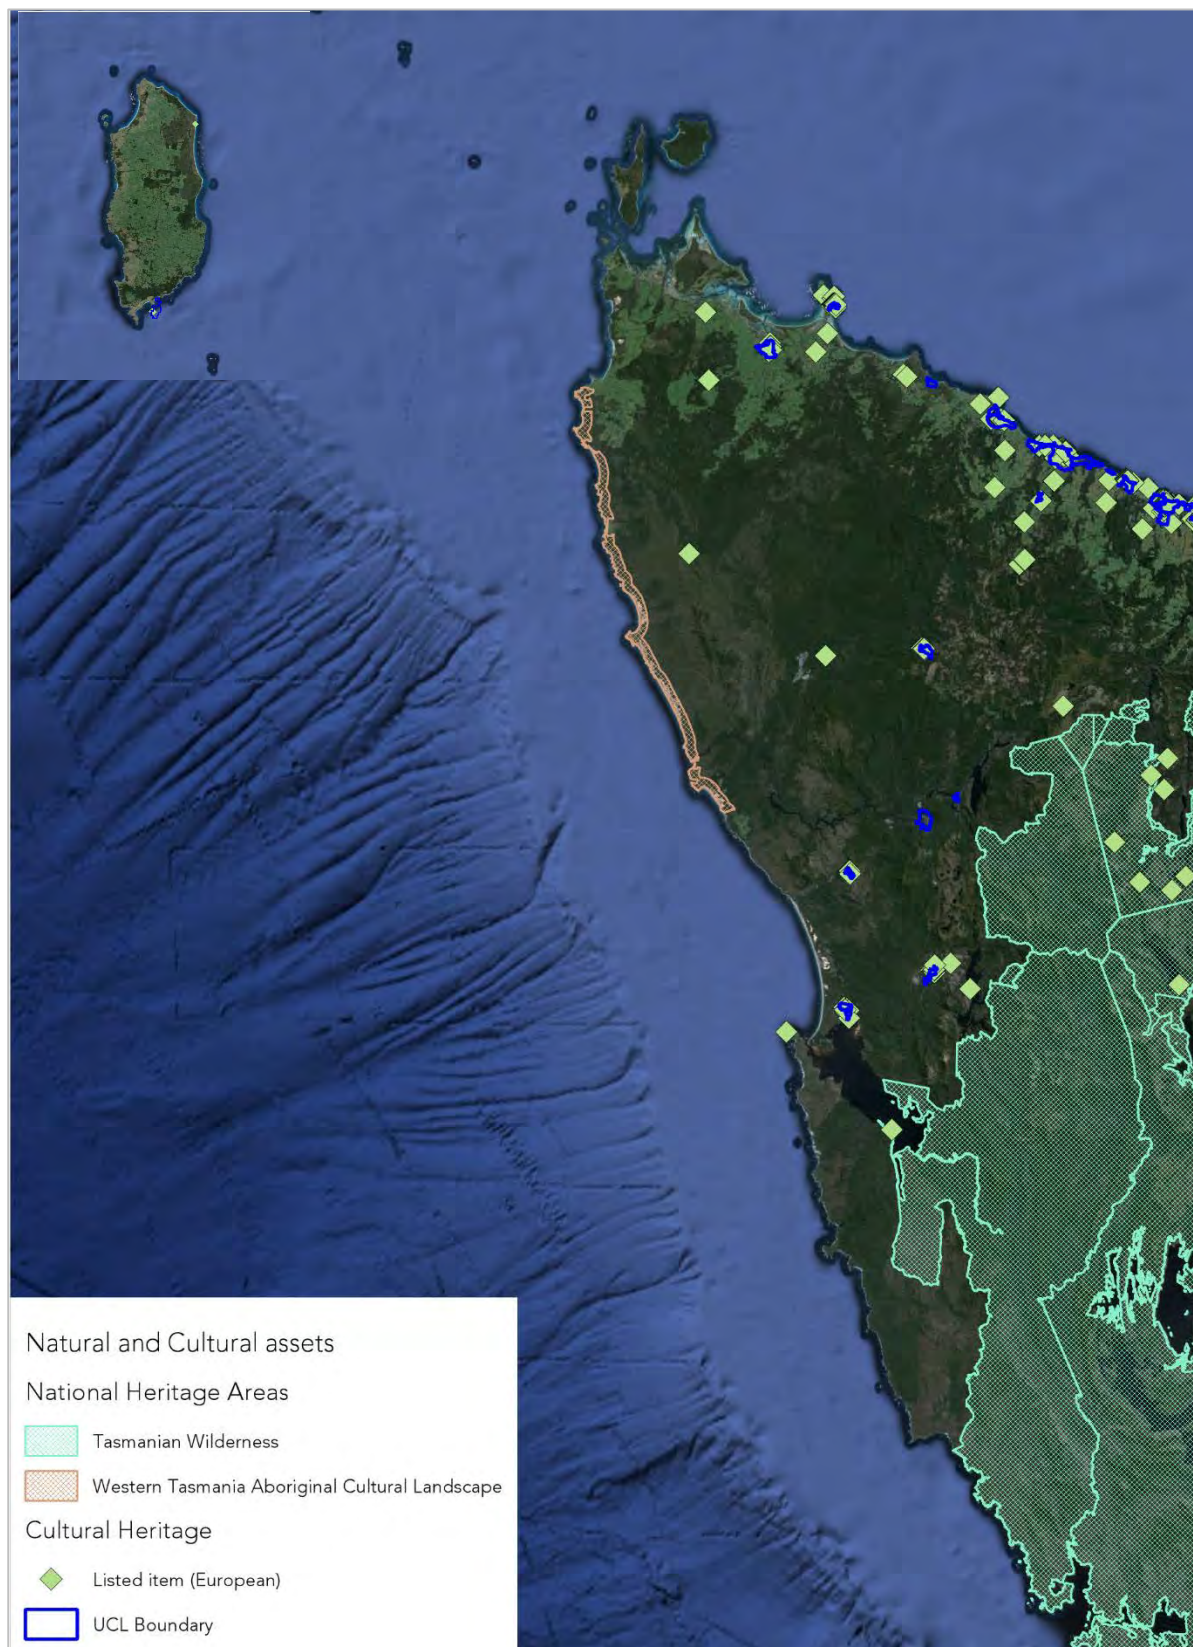 Natural and Cultural assets
National Heritage Areas
Tasmanian Wilderness
Western Tasmania Aboriginal Cultural Landscape
Cultural Heritage
Listed item (European)
UCL Boundary